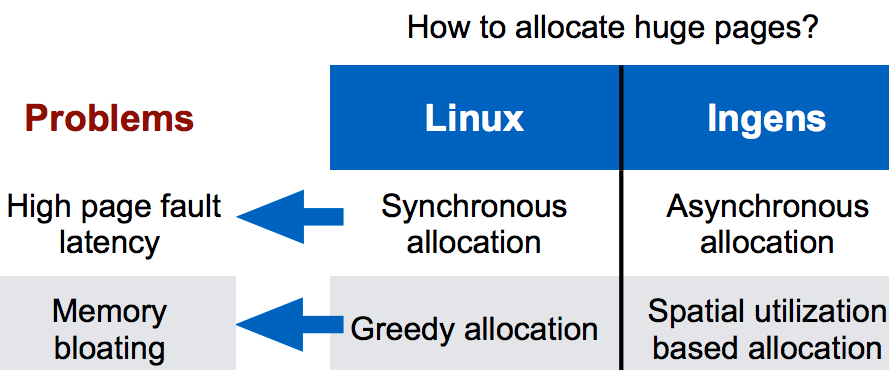 How to allocate huge pages?
Problems
Linux
Ingens
High page fault
latency
Synchronous
allocation
Asynchronous
allocation
Memory
bloating
Greedy allocation
Spatial utilization
based allocation